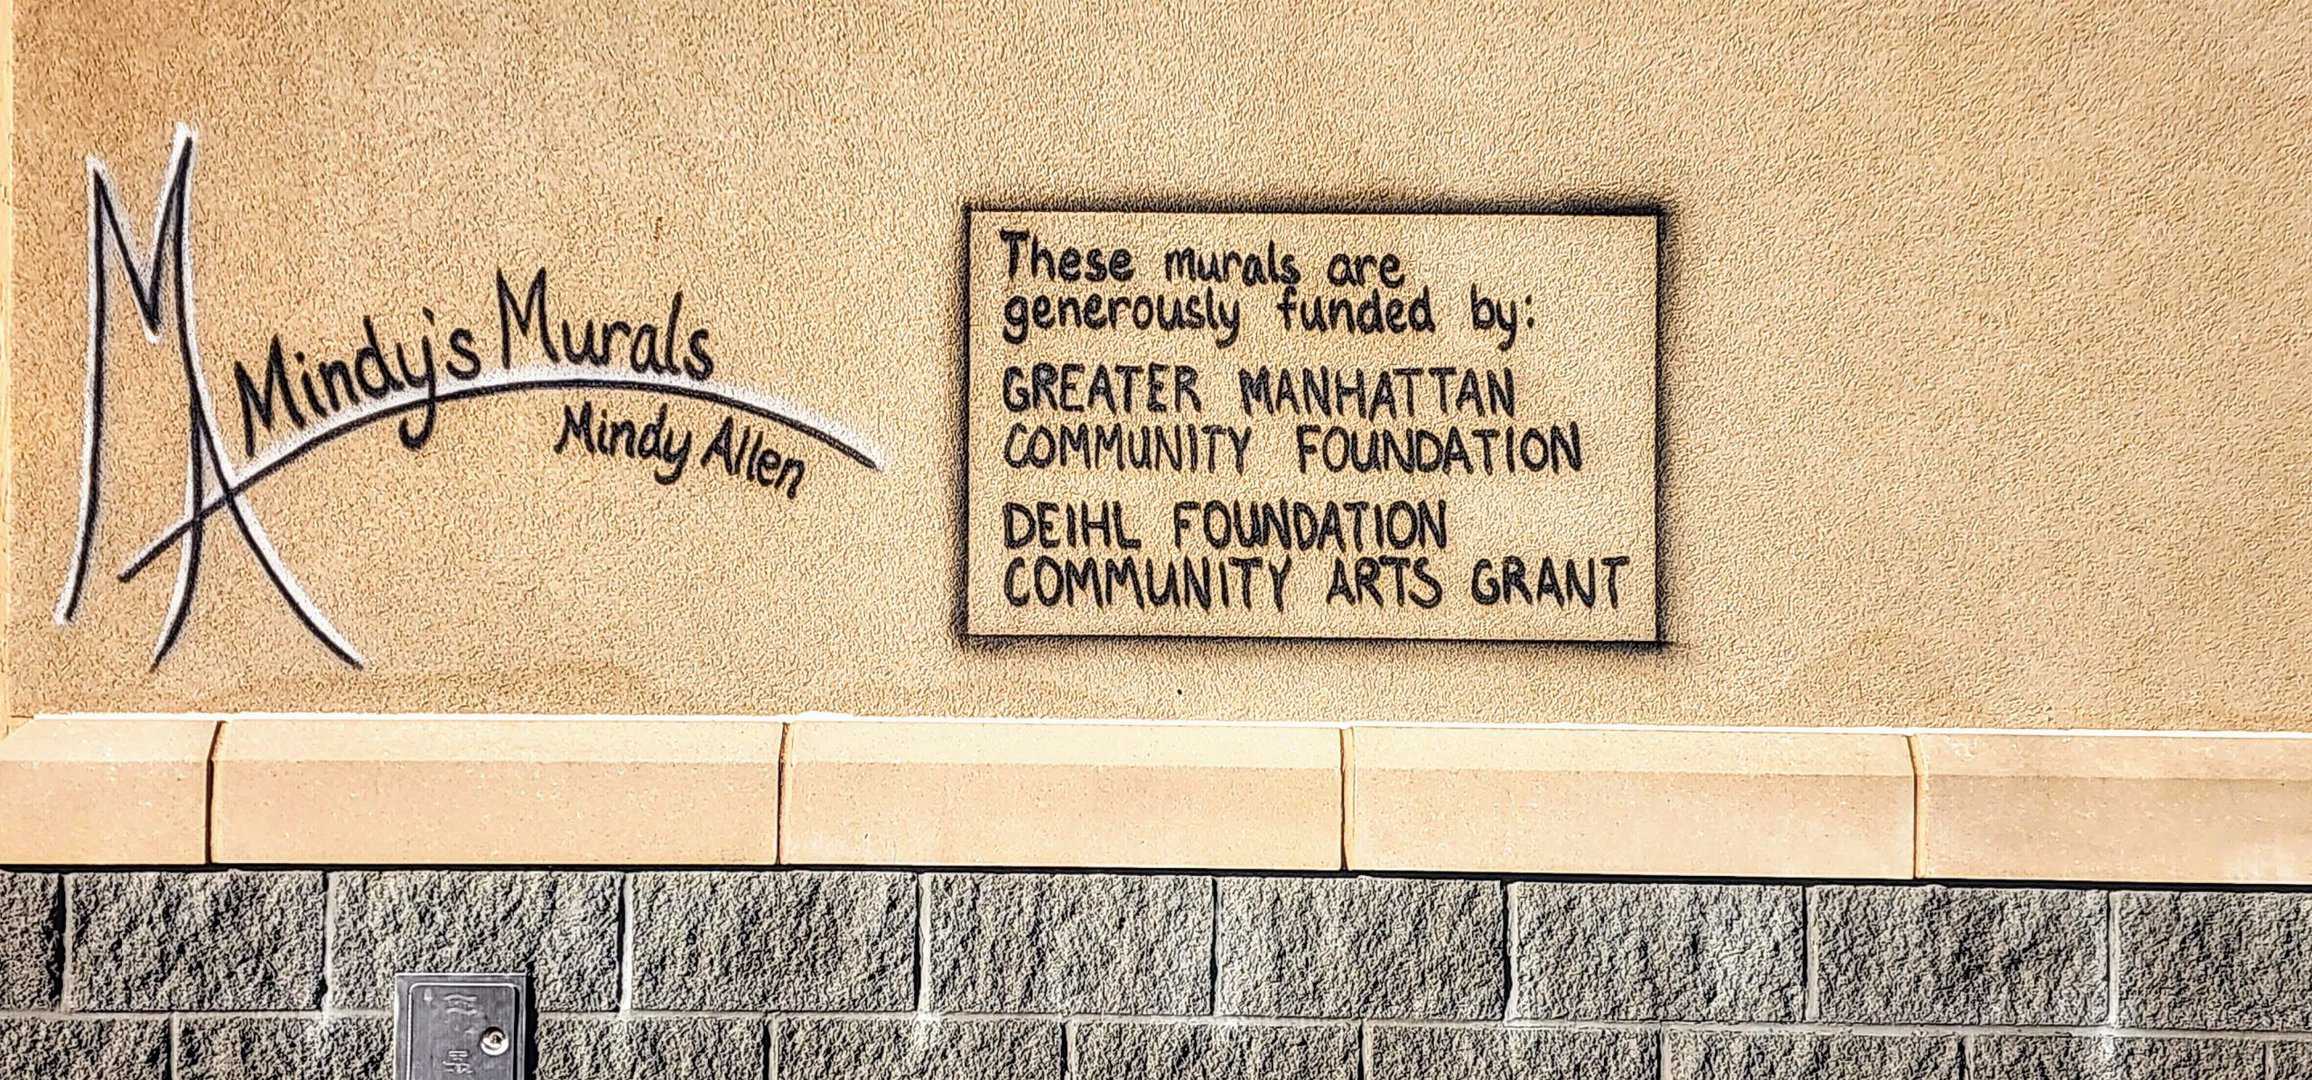 MA
Mindy's Murals
Mindy Allen
These murals are
generously funded by:
GREATER MANHATTAN
COMMUNITY FOUNDATION
DEIHL FOUNDATION
COMMUNITY ARTS GRANT